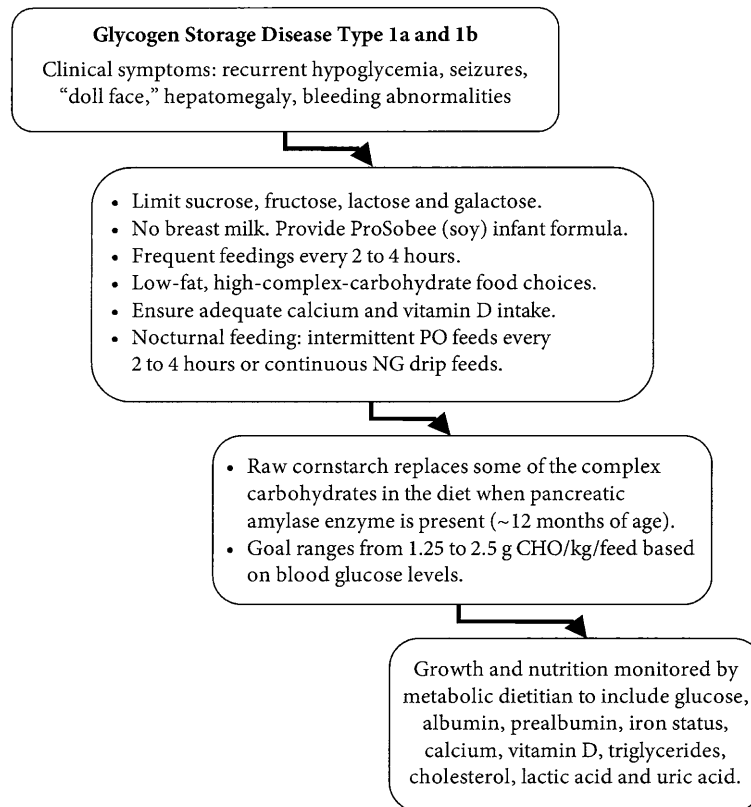 Glycogen Storage Disease Type 1a and 1b
Clinical symptoms: recurrent hypoglycemia, seizures,
“doll face,” hepatomegaly, bleeding abnormalities
• Limit sucrose, fructose, lactose and galactose.
• No breast milk. Provide ProSobee (soy) infant formula.
• Frequent feedings every 2 to 4 hours.
• Low-fat, high-complex-carbohydrate food choices.
• Ensure adequate calcium and vitamin D intake.
• Nocturnal feeding: intermittent PO feeds every
2 to 4 hours or continuous NG drip feeds.
• Raw cornstarch replaces some of the complex
carbohydrates in the diet when pancreatic
amylase enzyme is present (~12 months of age).
• Goal ranges from 1.25 to 2.5 g CHO/kg/feed based
on blood glucose levels.
Growth and nutrition monitored by
metabolic dietitian to include glucose,
albumin, prealbumin, iron status,
calcium, vitamin D, triglycerides,
cholesterol, lactic acid and uric acid.